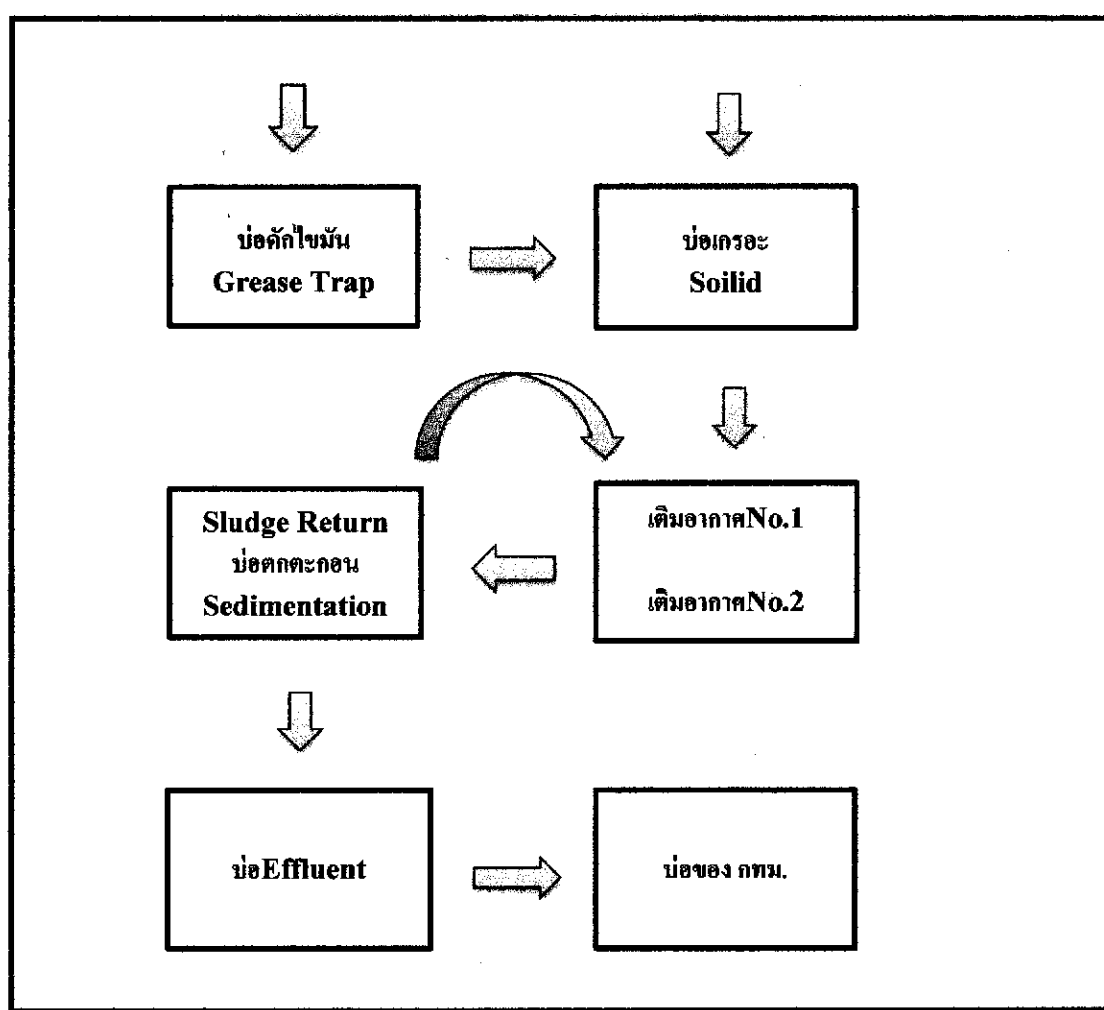 บ่อดักไขมัน
Grease Trap
บ่อเกรอะ
Soilid
Sludge Return
บ่อตกตะกอน
Sedimentation
เติมอากาศNo.1
เติมอากาศNo.2
บ่อEffluent
บ่อของ กทม.